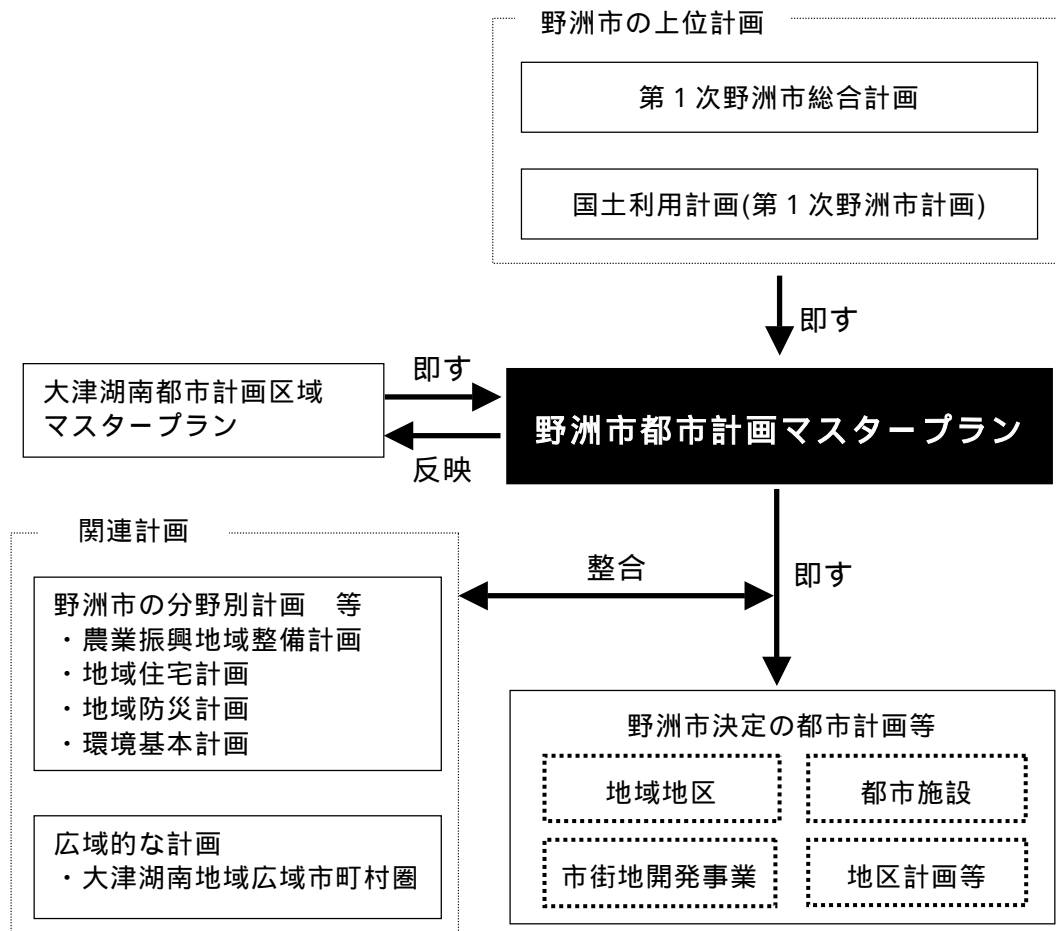 野洲市の上位計画
第1次野洲市総合計画
国土利用計画(第1次野洲市計画)
即す
大津湖南都市計画区域
マスタープラン
即す
反映
野洲市都市計画マスタープラン
関連計画
整合
即す
野洲市の分野別計画　等
・農業振興地域整備計画
・地域住宅計画
・地域防災計画
・環境基本計画
広域的な計画
・大津湖南地域広域市町村圏
野洲市決定の都市計画等
地域地区
都市施設
市街地開発事業
地区計画等